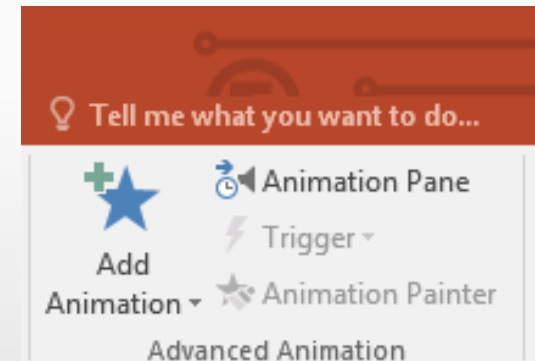 Tell me what you want to do...
Add
Animation
Animation Pane
Trigger
Animation Painter
Advanced Animation